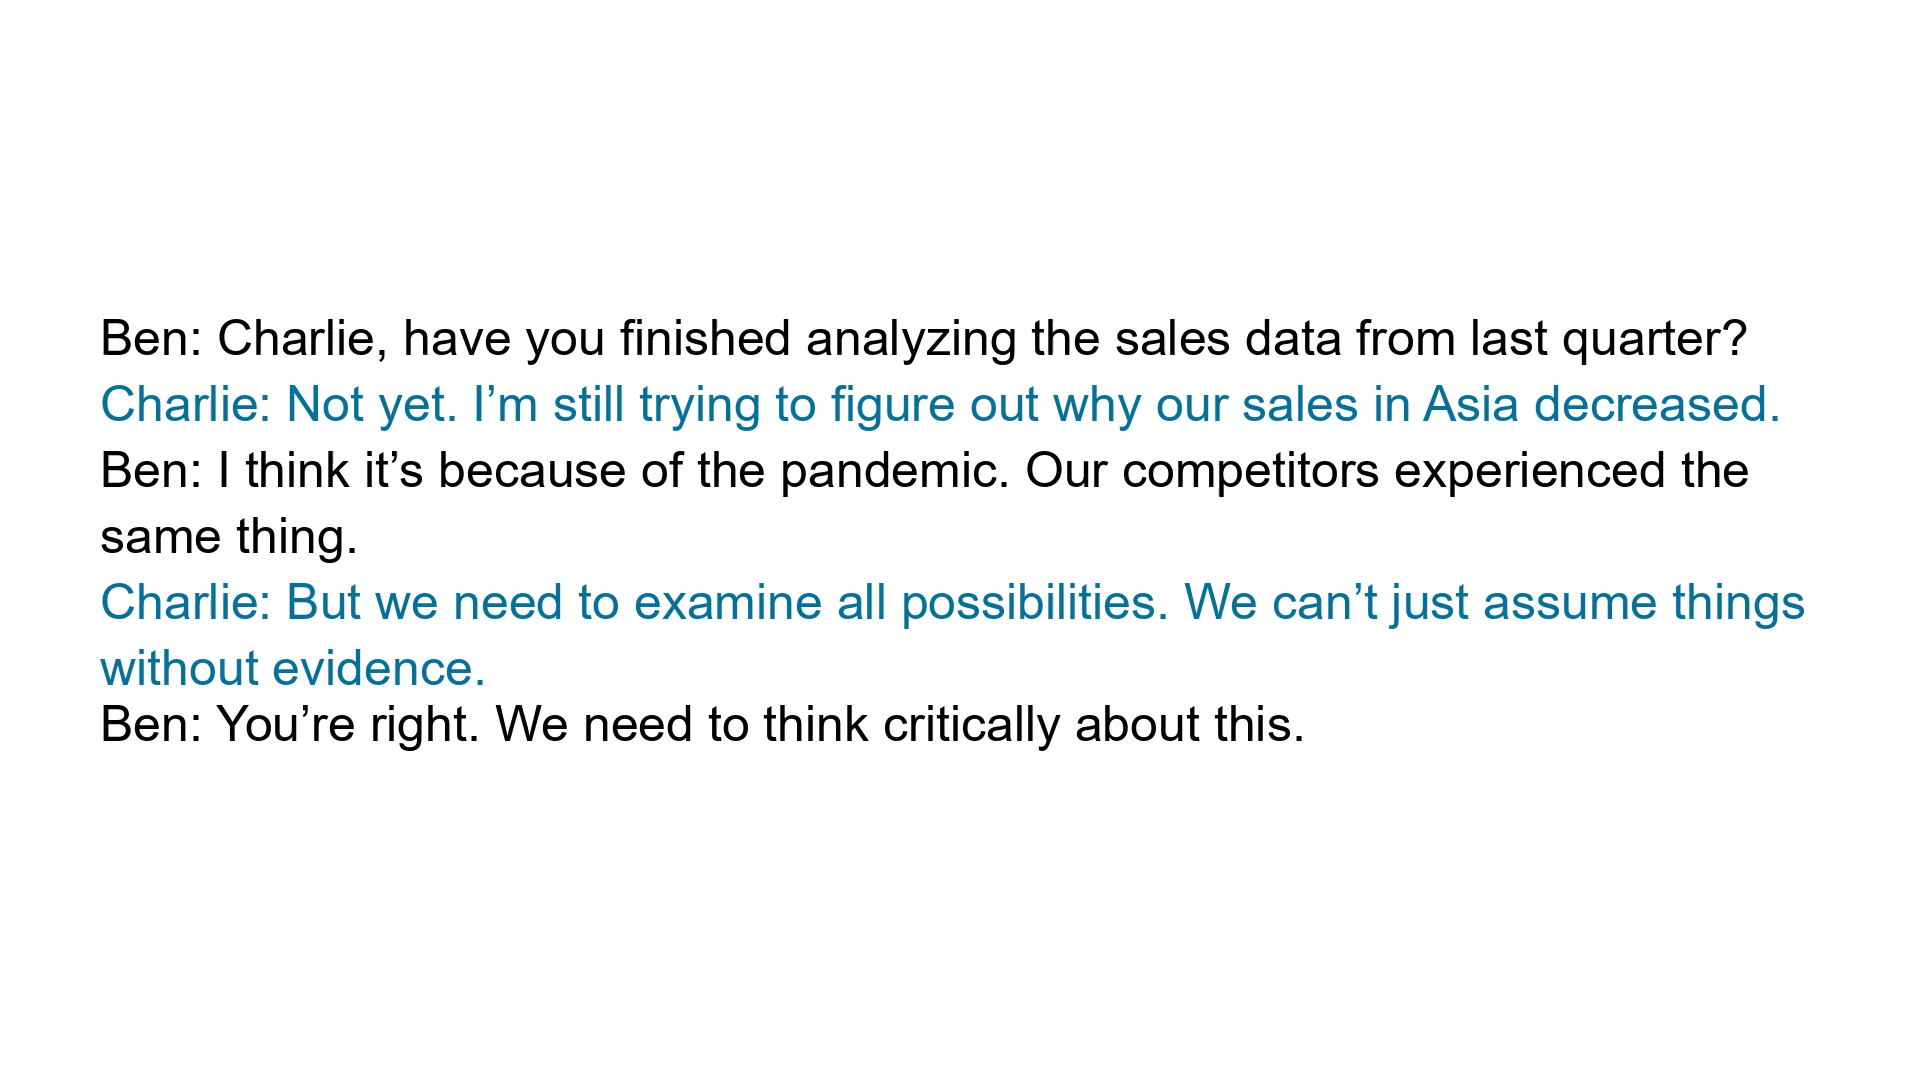 Ben: Charlie, have you finished analyzing the sales data from last quarter?
Charlie: Not yet. I’m still trying to figure out why our sales in Asia decreased.
Ben: I think it’s because of the pandemic. Our competitors experienced the
same thing.
Charlie: But we need to examine all possibilities. We can’t just assume things
without evidence.
Ben: You’re right. We need to think critically about this.